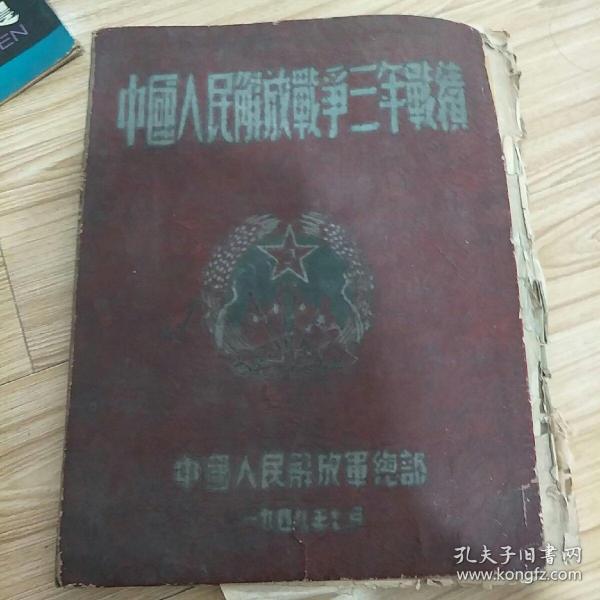 EN
中國人民解放戰爭三年戰績
中國人民解放軍總部
一九四九年七月
孔夫子旧书网
www.kongfz.com